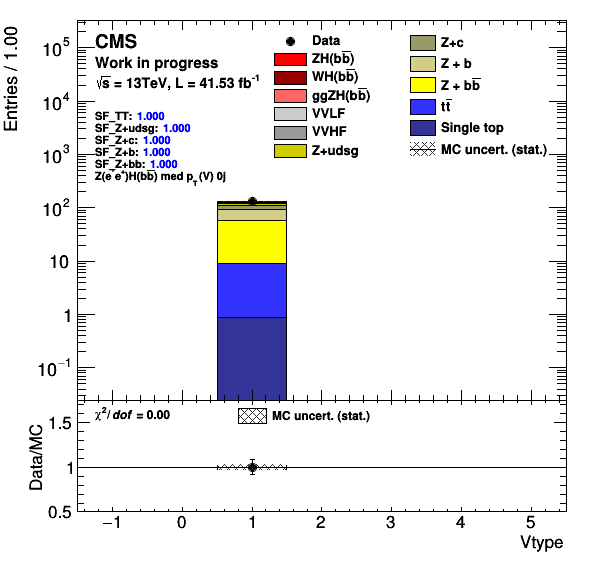 Entries / 1.00
10⁵
10⁴
10³
10²
10
1
10⁻¹
CMS
Work in progress
√s = 13TeV, L = 41.53 fb⁻¹
SF_TT: 1.000
SF_Z+udsg: 1.000
SF_Z+c: 1.000
SF_Z+b: 1.000
SF_Z+bb: 1.000
Z(e⁻e⁺)H(bb̅) med p_T(V) 0j
Data
ZH(bb̅)
WH(bb̅)
ggZH(bb̅)
VVLF
VVHF
Z+udsg
Z+c
Z + b
Z + bb̅
tt̅
Single top
MC uncert. (stat.)
Data/MC
1.5
1
0.5
χ²/dof = 0.00
MC uncert. (stat.)
−1 0 1 2 3 4 5
Vtype